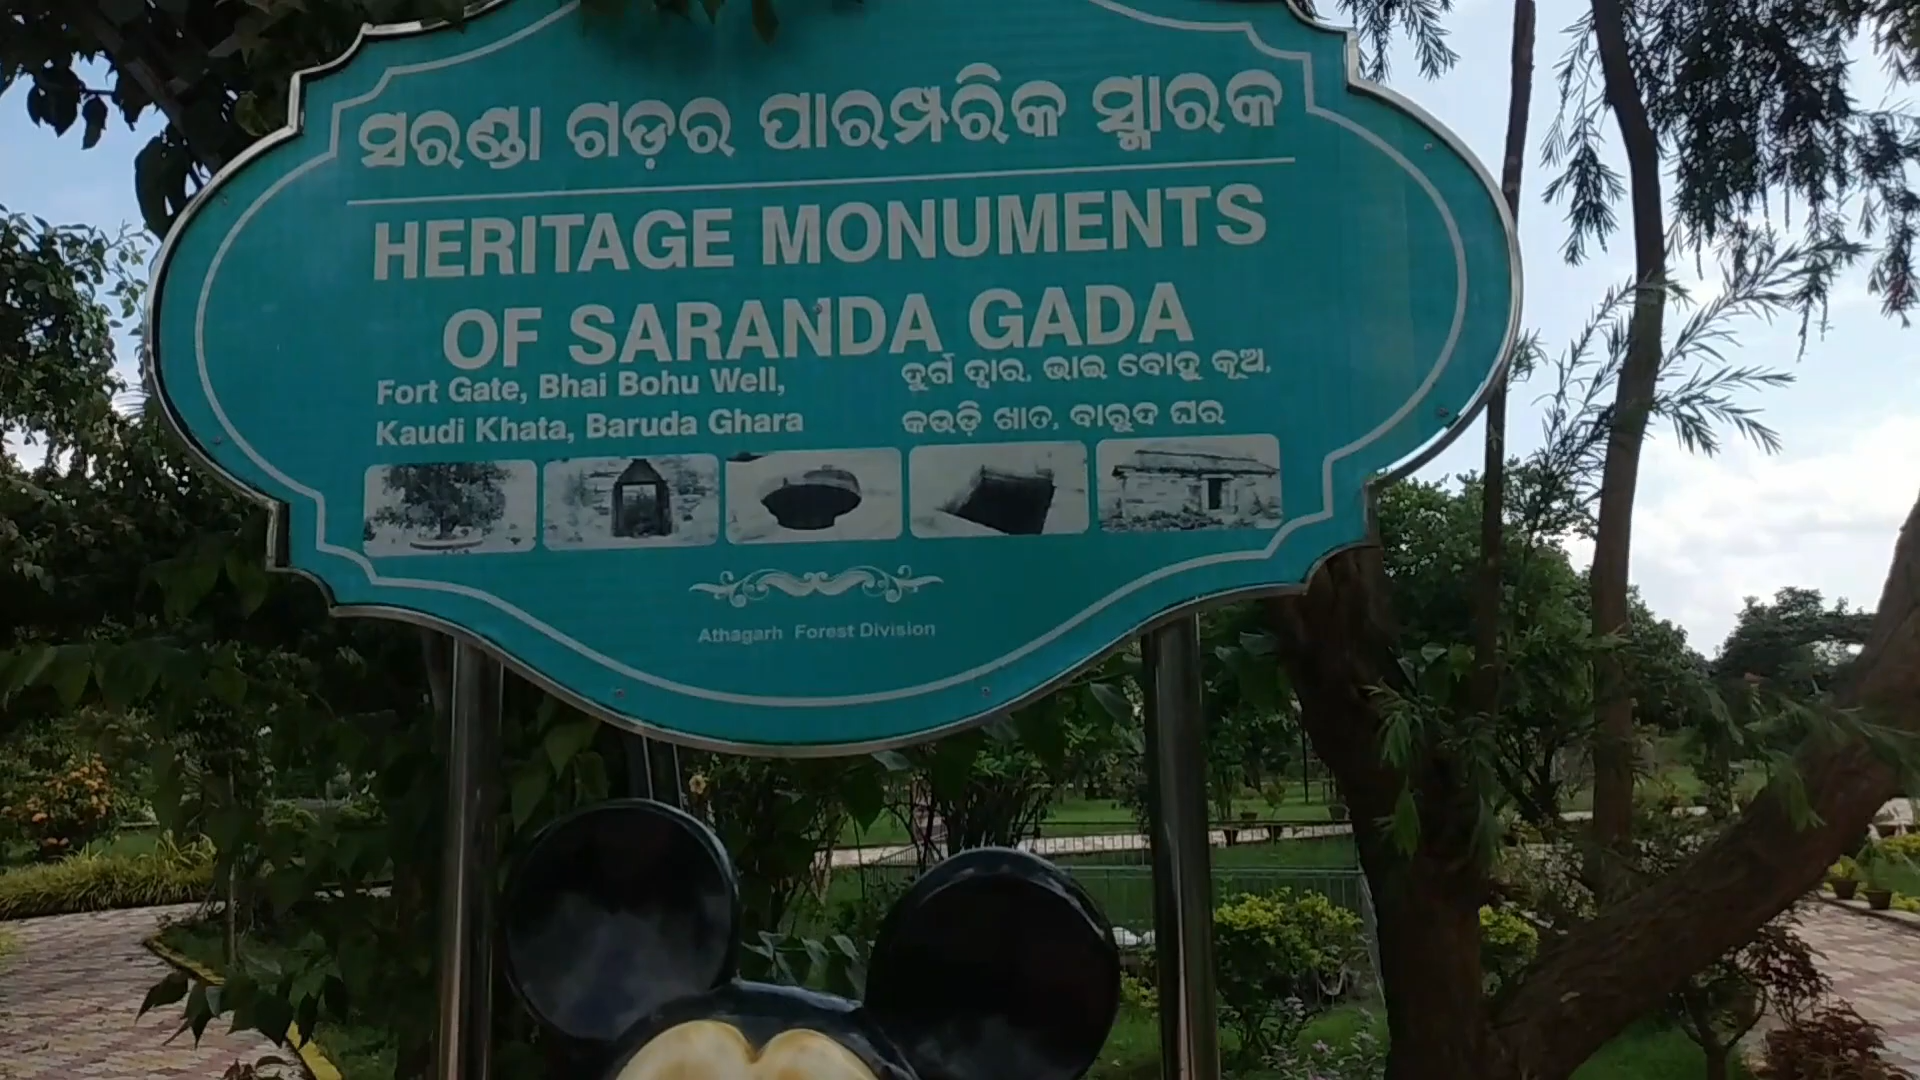 ସରଣ୍ଡା ଗଡ଼ର ପାରମ୍ପରିକ ସ୍ମାରକ
HERITAGE MONUMENTS
OF SARANDA GADA
Fort Gate, Bhai Bohu Well,
Kaudi Khata, Baruda Ghara
ଦୁର୍ଗ ଦ୍ଵାର, ଭାଇ ବୋହୁ କୂଅ,
କଉଡ଼ି ଖାତ, ବାରୁଦ ଘର
Athagarh Forest Division